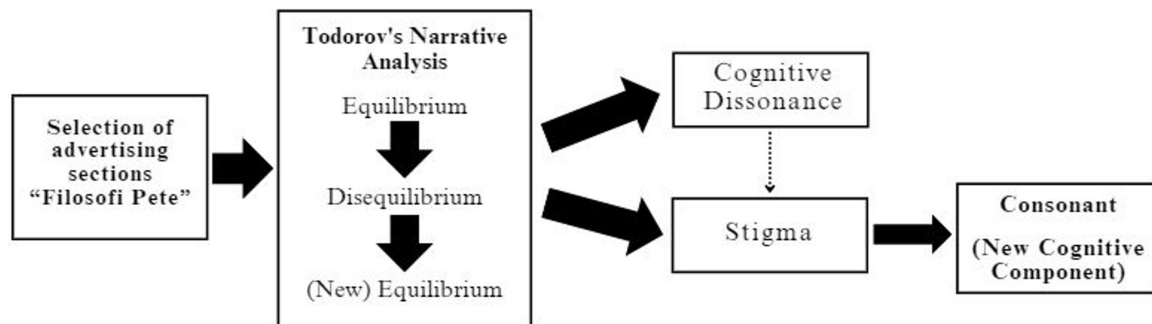 Selection of
advertising
sections
“Filosofi Pete”
Todorov's Narrative
Analysis
Equilibrium
Disequilibrium
(New) Equilibrium
Cognitive
Dissonance
Stigma
Consonant
(New Cognitive
Component)